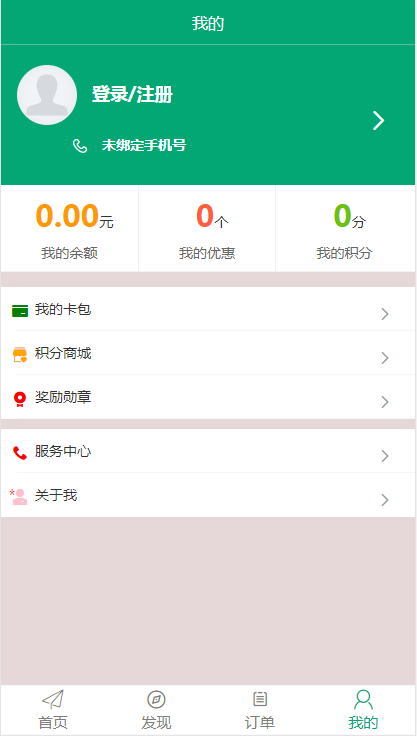 我的
登录/注册
未绑定手机号
0.00元 0个 0分
我的余额 我的优惠 我的积分
我的卡包
积分商城
奖励勋章
服务中心
关于我
首页 发现 订单 我的